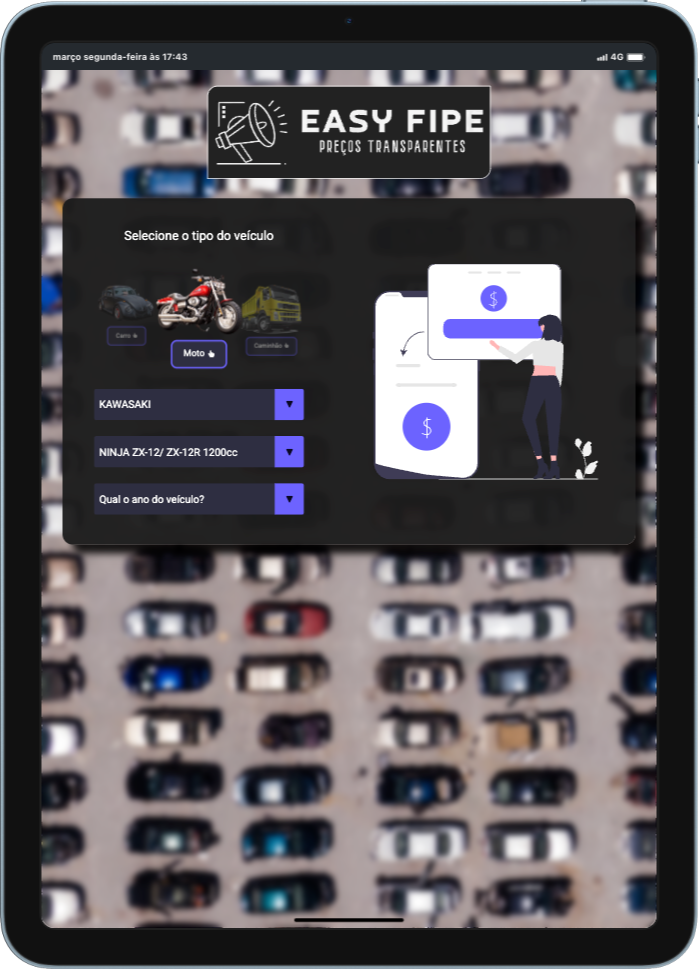 março segunda-feira às 17:43
4G
EASY FIPE
PREÇOS TRANSPARENTES
Selecione o tipo do veículo
Carro
Moto
Caminhão
KAWASAKI
NINJA ZX-12/ ZX-12R 1200cc
Qual o ano do veículo?
$
$